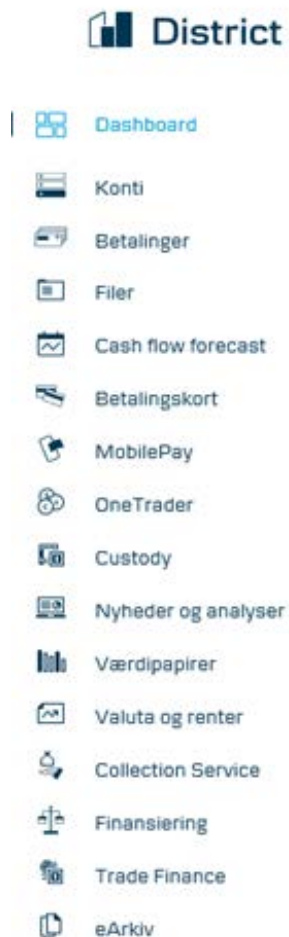 District
Dashboard
Konti
Betalinger
Filer
Cash flow forecast
Betalingskort
MobilePay
OneTrader
Custody
Nyheder og analyser
Værdipapirer
Valuta og renter
Collection Service
Finansiering
Trade Finance
eArkiv